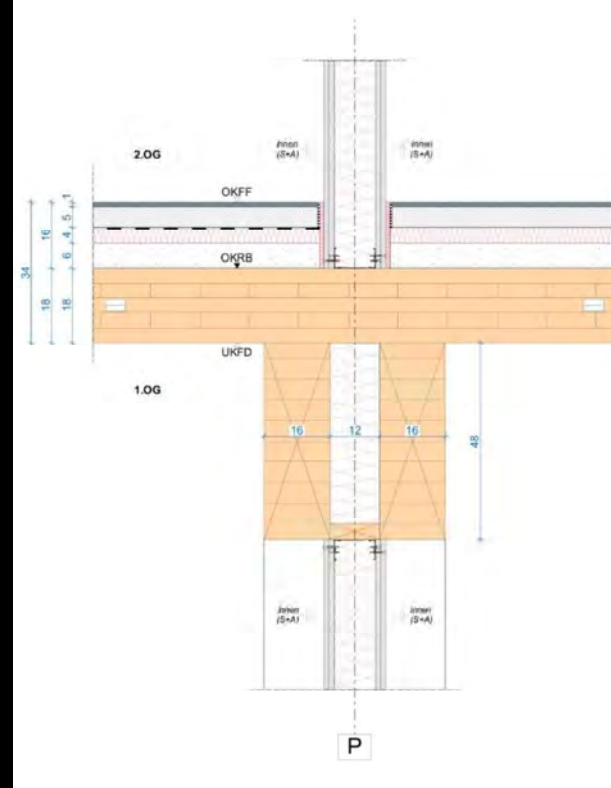 2.OG
innen
(S+A)
innen
(S+A)
OKFF
1
5
16
4
6
34
OKRB
18
18
UKFD
1.OG
16
12
16
48
innen
(S+A)
innen
(S+A)
P